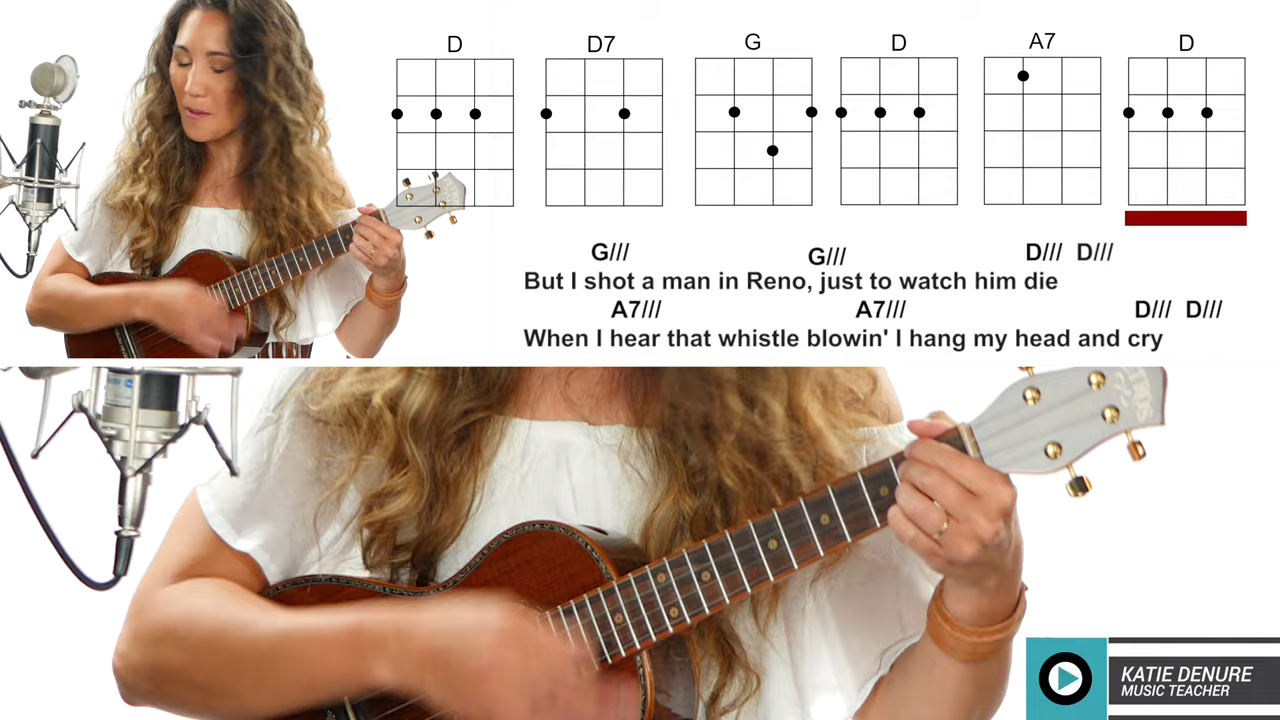 D D7 G D A7 D
G/// G/// D/// D///
But I shot a man in Reno, just to watch him die
A7/// A7/// D/// D///
When I hear that whistle blowin' I hang my head and cry
KATIE DENURE
MUSIC TEACHER